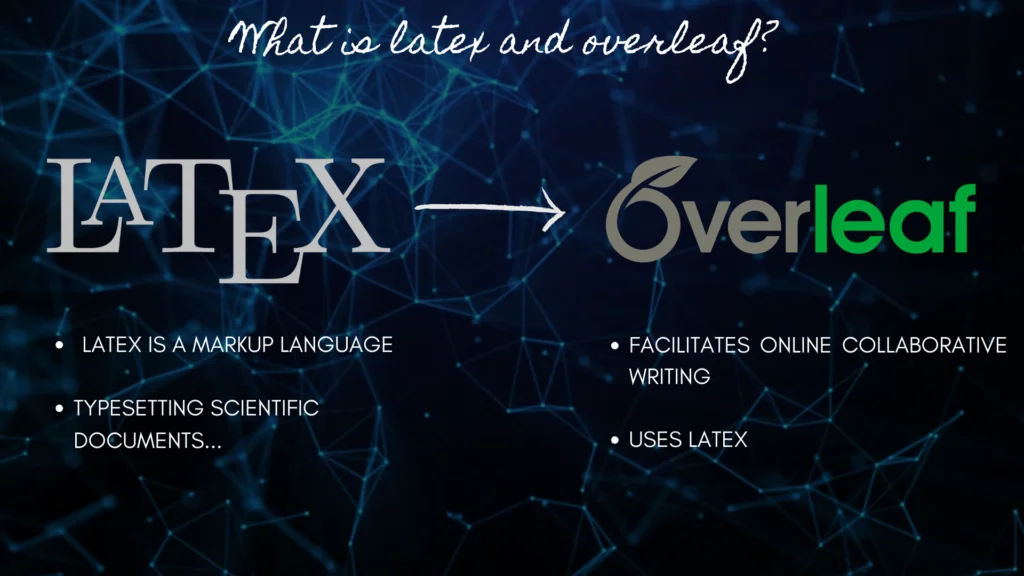 What is latex and overleaf?
LATEX
Overleaf
• LATEX IS A MARKUP LANGUAGE
• TYPESETTING SCIENTIFIC
DOCUMENTS...
• FACILITATES ONLINE COLLABORATIVE
WRITING
• USES LATEX